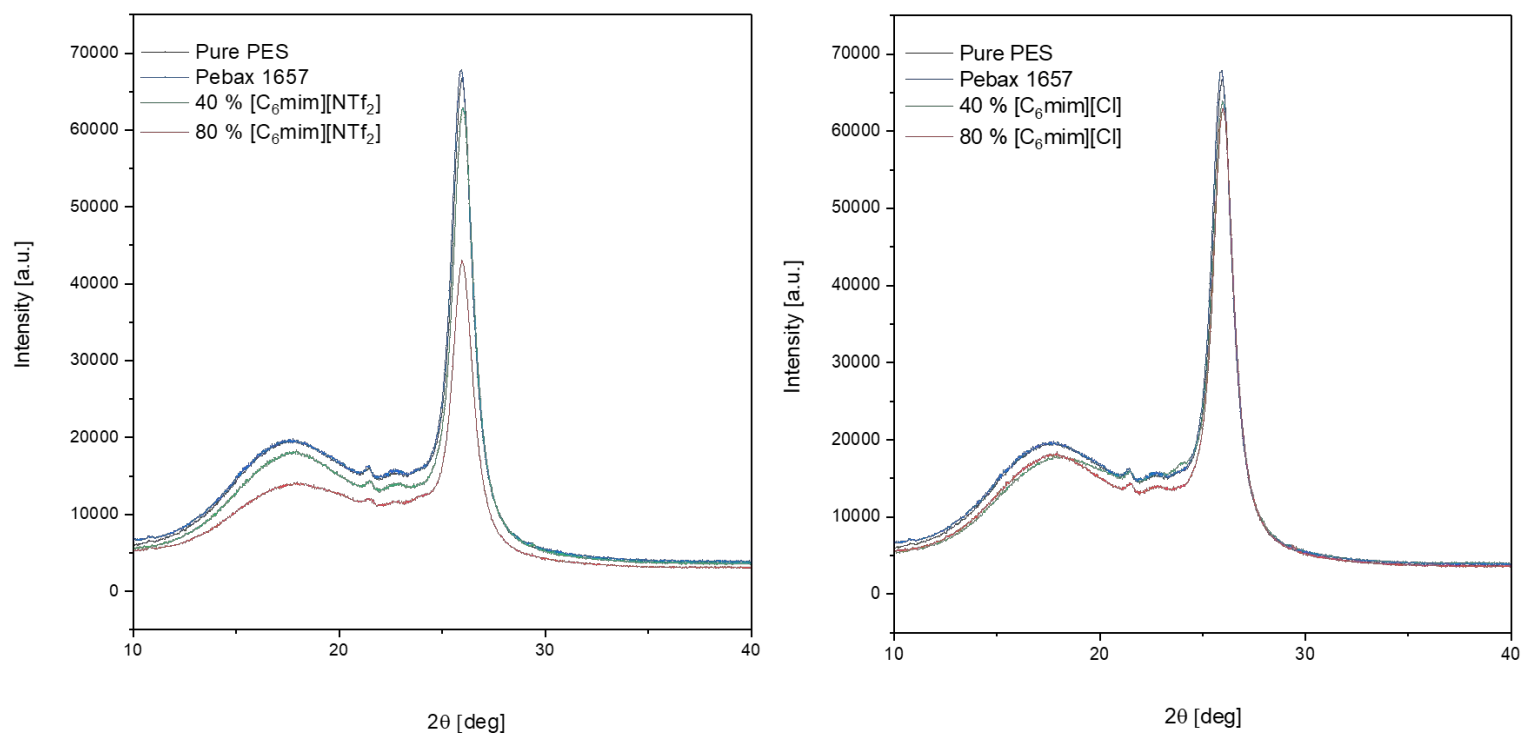 Pure PES
Pebax 1657
40 % [C₆mim][NTf₂]
80 % [C₆mim][NTf₂]
70000
60000
50000
40000
30000
20000
10000
0
Intensity [a.u.]
10
20
30
40
2θ [deg]
Pure PES
Pebax 1657
40 % [C₆mim][Cl]
80 % [C₆mim][Cl]
70000
60000
50000
40000
30000
20000
10000
0
Intensity [a.u.]
10
20
30
40
2θ [deg]